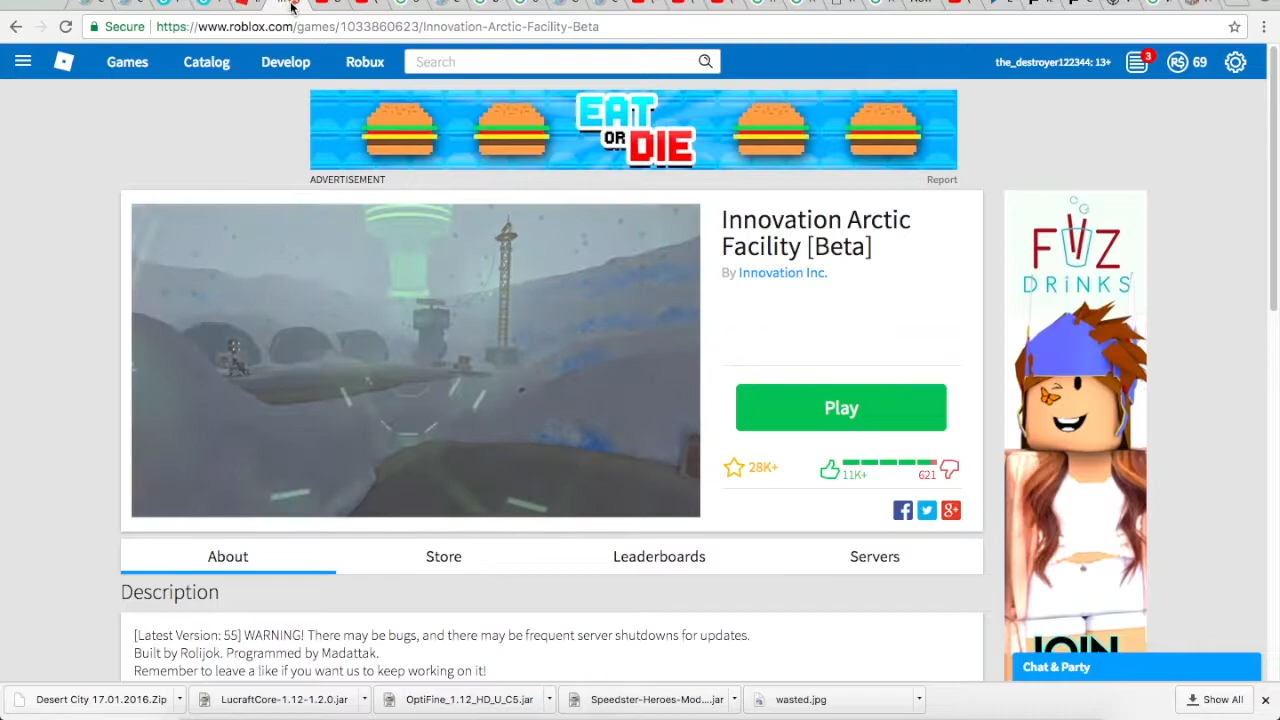 Secure https://www.roblox.com/games/1033860623/Innovation-Arctic-Facility-Beta
Games Catalog Develop Robux Search the_destroyer122344: 13+ 3 R$ 69
EAT
OR
DIE
ADVERTISEMENT Report
Innovation Arctic
Facility [Beta]
By Innovation Inc.
Play
28K+ 11K+ 621
FIZZ
DRiNKS
About Store Leaderboards Servers
Description
[Latest Version: 55] WARNING! There may be bugs, and there may be frequent server shutdowns for updates.
Built by Rolijok. Programmed by Madattak.
Remember to leave a like if you want us to keep working on it!
JOIN
Chat & Party
Desert City 17.01.2016.Zip LucraftCore-1.12-1.2.0.jar OptiFine_1.12_HD_U_C5.jar Speedster-Heroes-Mod....jar wasted.jpg Show All